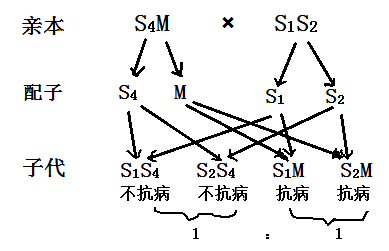 亲本 S₄M × S₁S₂
配子 S₄ M S₁ S₂
子代 S₁S₄ S₂S₄ S₁M S₂M
不抗病 不抗病 抗病 抗病
1 : 1